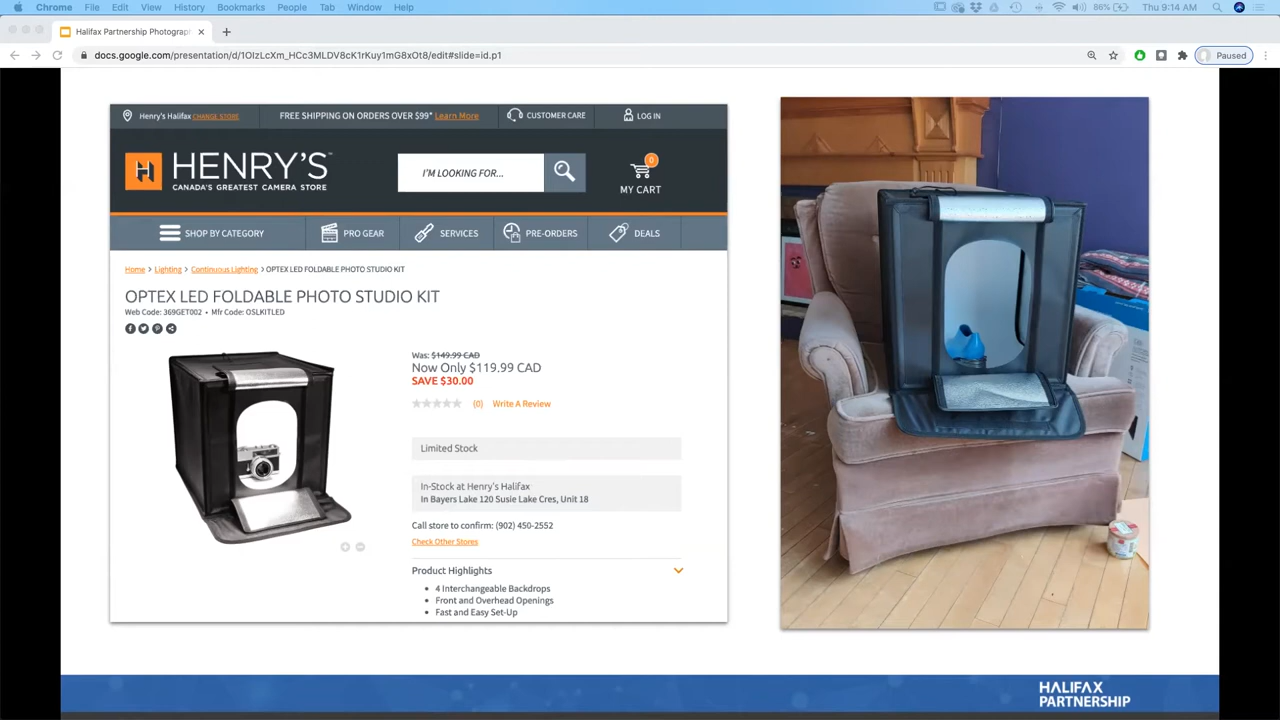 Chrome File Edit View History Bookmarks People Tab Window Help 86% Thu 9:14 AM
Halifax Partnership Photograp
docs.google.com/presentation/d/1OIzLcXm_HCc3MLDV8cK1rKuy1mG8xOt8/edit#slide=id.p1 Paused
Henry's Halifax CHANGE STORE FREE SHIPPING ON ORDERS OVER $99* Learn More CUSTOMER CARE LOG IN
HENRY'S™
CANADA'S GREATEST CAMERA STORE
I'M LOOKING FOR...
0
MY CART
SHOP BY CATEGORY PRO GEAR SERVICES PRE-ORDERS DEALS
Home > Lighting > Continuous Lighting > OPTEX LED FOLDABLE PHOTO STUDIO KIT
OPTEX LED FOLDABLE PHOTO STUDIO KIT
Web Code: 369GET002 • Mfr Code: OSLKITLED
Was: $149.99 CAD
Now Only $119.99 CAD
SAVE $30.00
(0) Write A Review
Limited Stock
In-Stock at Henry's Halifax
In Bayers Lake 120 Susie Lake Cres, Unit 18
Call store to confirm: (902) 450-2552
Check Other Stores
Product Highlights
• 4 Interchangeable Backdrops
• Front and Overhead Openings
• Fast and Easy Set-Up
HALIFAX
PARTNERSHIP